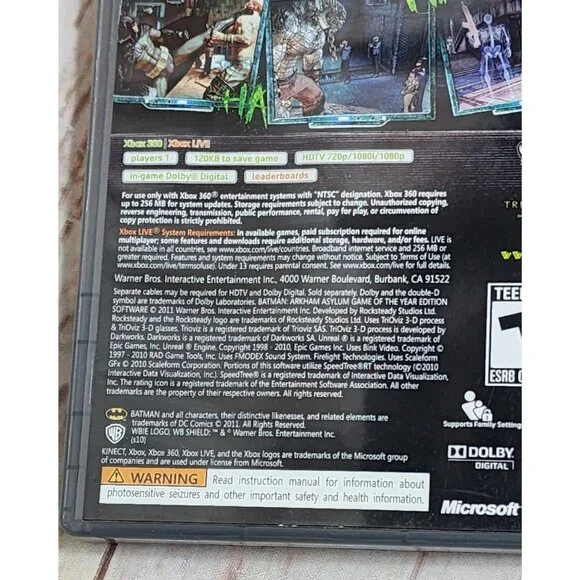 HA
Xbox 360 | Xbox LIVE
players 1
120KB to save game
HDTV 720p/1080i/1080p
in-game Dolby® Digital
leaderboards
For use only with Xbox 360® entertainment systems with "NTSC" designation. Xbox 360 requires
up to 256 MB for system updates. Storage requirements subject to change. Unauthorized copying,
reverse engineering, transmission, public performance, rental, pay for play, or circumvention of
copy protection is strictly prohibited.
Xbox LIVE® System Requirements: In available games, paid subscription required for online
multiplayer; some features and downloads require additional storage, hardware, and/or fees. LIVE is
not available in all countries, see www.xbox.com/live/countries. Broadband internet service and 256 MB or
greater required. Features and system requirements may change without notice. Subject to Terms of Use (at
www.xbox.com/live/termsofuse). Under 13 requires parental consent. See www.xbox.com/live for full details.
Warner Bros. Interactive Entertainment Inc., 4000 Warner Boulevard, Burbank, CA 91522
Separate cables may be required for HDTV and Dolby Digital. Sold separately. Dolby and the double-D
symbol are trademarks of Dolby Laboratories. BATMAN: ARKHAM ASYLUM GAME OF THE YEAR EDITION
SOFTWARE © 2011 Warner Bros. Interactive Entertainment Inc. Developed by Rocksteady Studios Ltd.
Rocksteady and the Rocksteady logo are trademarks of Rocksteady Studios Ltd. Uses TriOviz 3-D process
& TriOviz 3-D glasses. Trioviz is a registered trademark of Trioviz SAS. TriOviz 3-D process is developed by
Darkworks. Darkworks is a registered trademark of Darkworks SA. Unreal ® is a registered trademark of
Epic Games, Inc. Unreal ® Engine, Copyright 1998 - 2010, Epic Games, Inc. Uses Bink Video. Copyright ©
1997 - 2010 RAD Game Tools, Inc. Uses FMODEX Sound System. Firelight Technologies. Uses Scaleform
GFx © 2010 Scaleform Corporation. Portions of this software utilize SpeedTree®RT technology (©2010
Interactive Data Visualization, Inc.). SpeedTree ® is a registered trademark of Interactive Data Visualization,
Inc. The rating icon is a registered trademark of the Entertainment Software Association. All other
trademarks are the property of their respective owners. All rights reserved.
BATMAN and all characters, their distinctive likenesses, and related elements are
trademarks of DC Comics © 2011. All Rights Reserved.
WB
WBIE LOGO, WB SHIELD: ™ & © Warner Bros. Entertainment Inc.
(s10)
KINECT, Xbox, Xbox 360, Xbox LIVE, and the Xbox logos are trademarks of the Microsoft group
of companies and are used under license from Microsoft.
WARNING Read instruction manual for information about
photosensitive seizures and other important safety and health information.
TRI
www
TEEN
T
ESRB
Supports Family Settings
DOLBY
DIGITAL
Microsoft